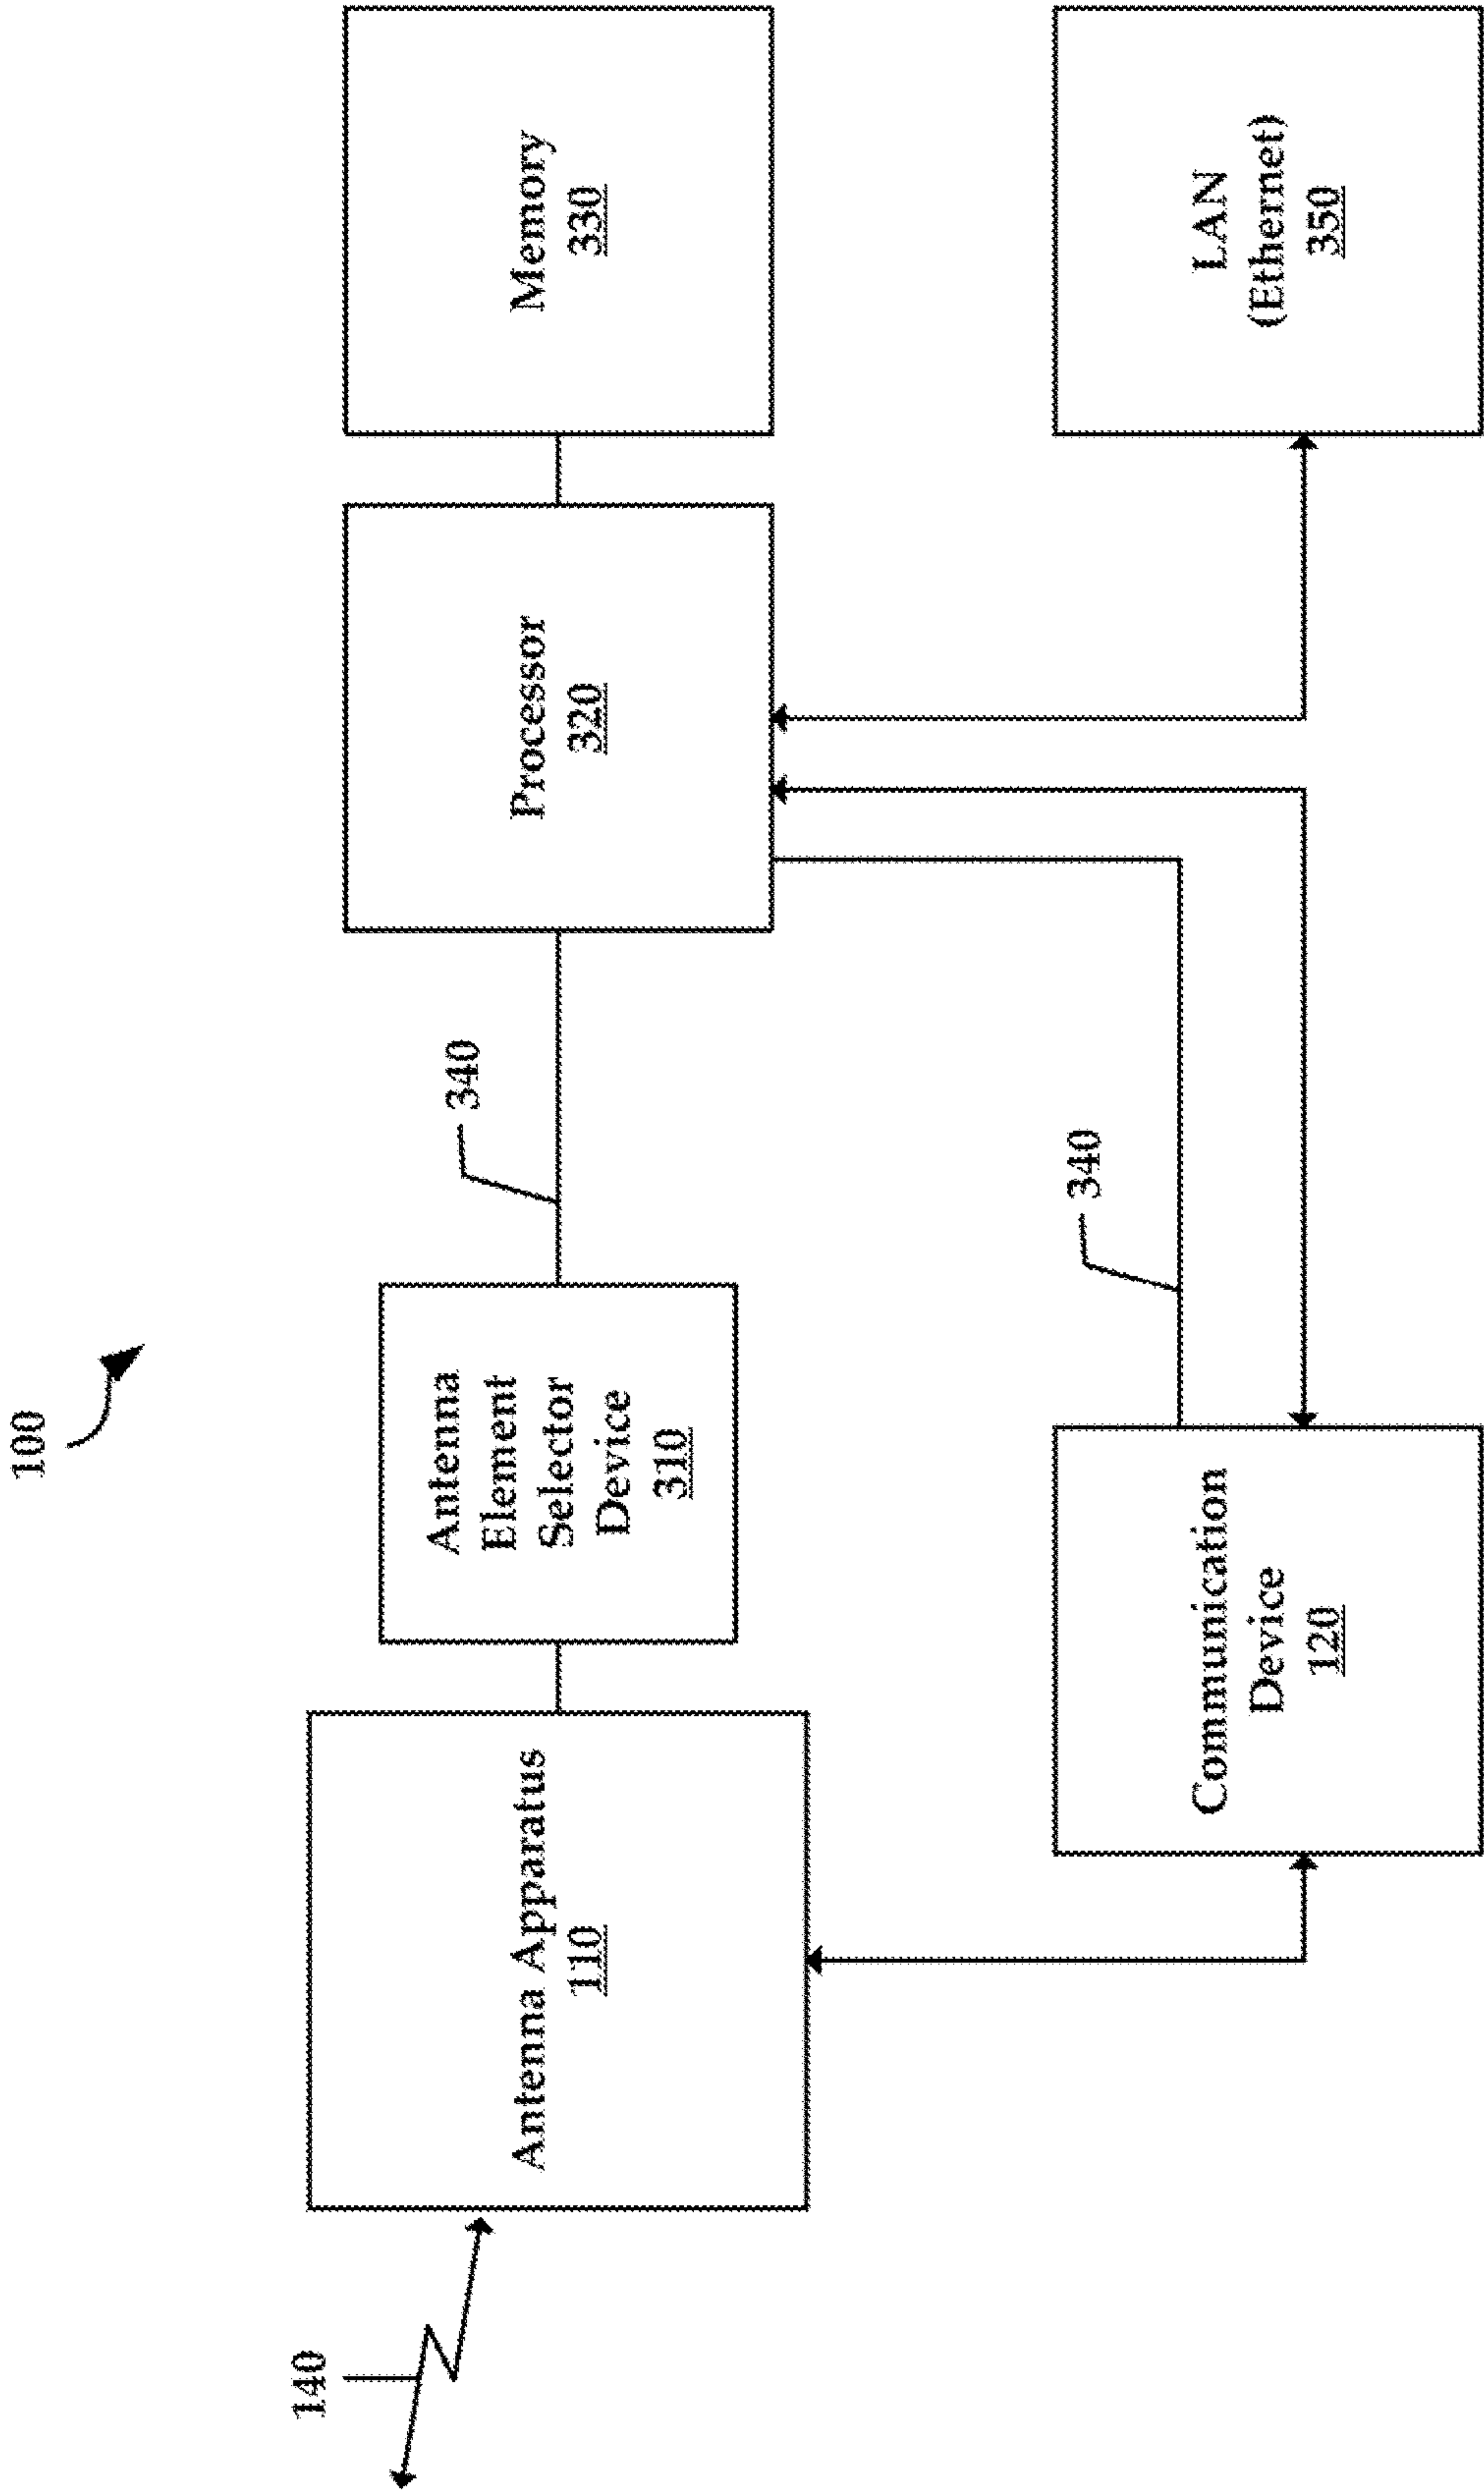 100
140
Antenna Apparatus
110
Antenna
Element
Selector
Device
310
340
Processor
320
Memory
330
Communication
Device
120
340
LAN
(Ethernet)
350